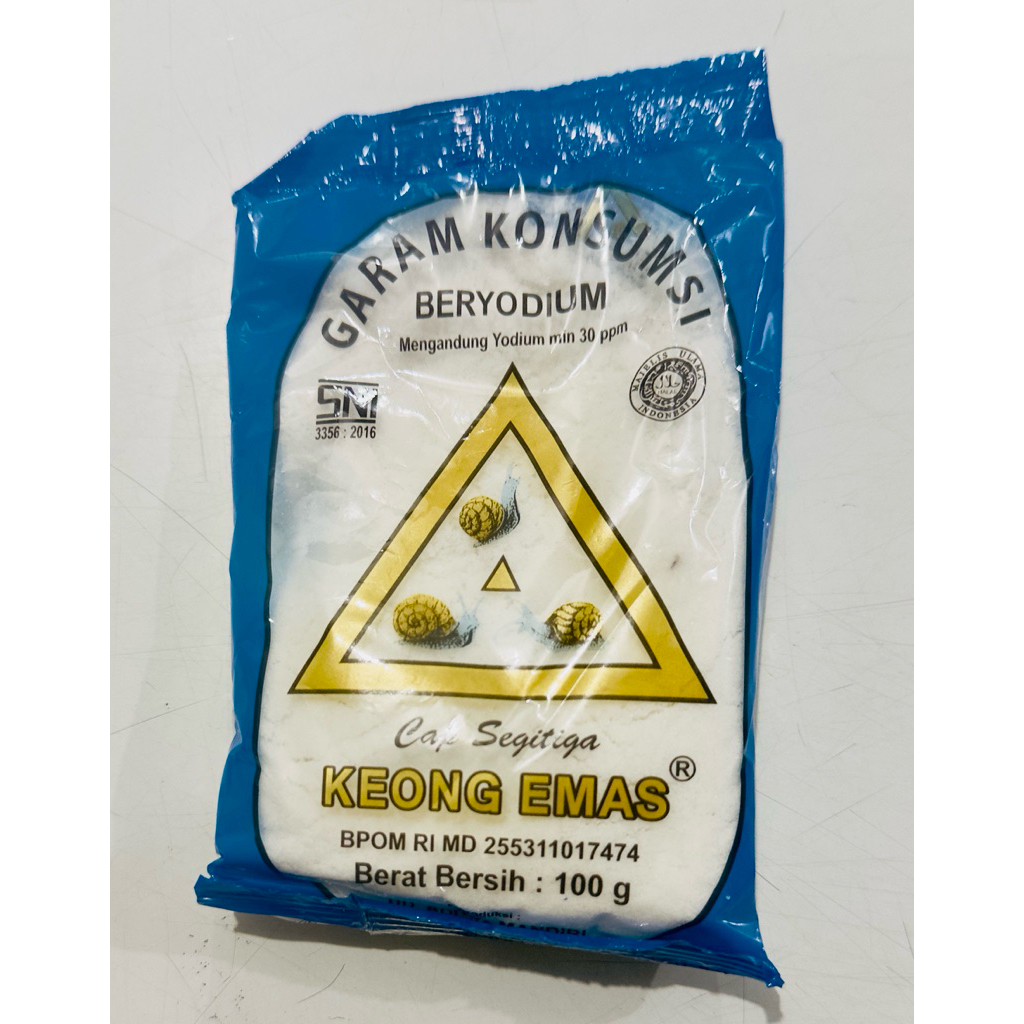 GARAM KONSUMSI
BERYODIUM
Mengandung Yodium min 30 ppm
SNI
3356 : 2016
MAJELIS ULAMA
INDONESIA
Cap Segitiga
KEONG EMAS ®
BPOM RI MD 255311017474
Berat Bersih : 100 g